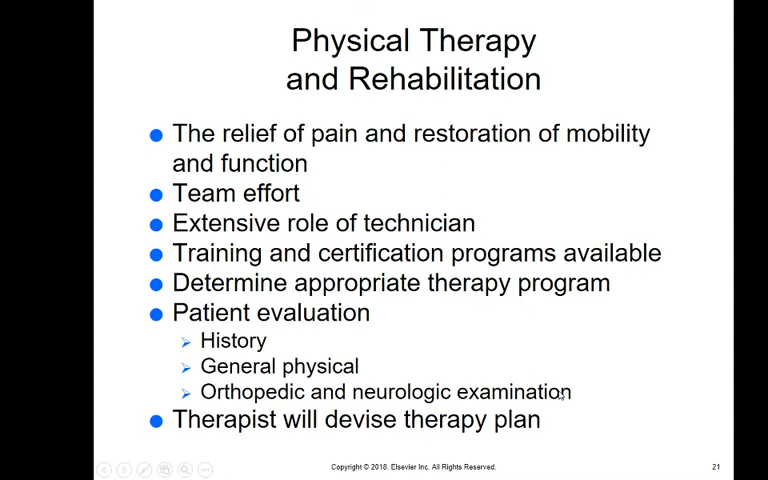 Physical Therapy
and Rehabilitation
The relief of pain and restoration of mobility
and function
Team effort
Extensive role of technician
Training and certification programs available
Determine appropriate therapy program
Patient evaluation
History
General physical
Orthopedic and neurologic examination
Therapist will devise therapy plan
Copyright © 2018, Elsevier Inc. All Rights Reserved.
21